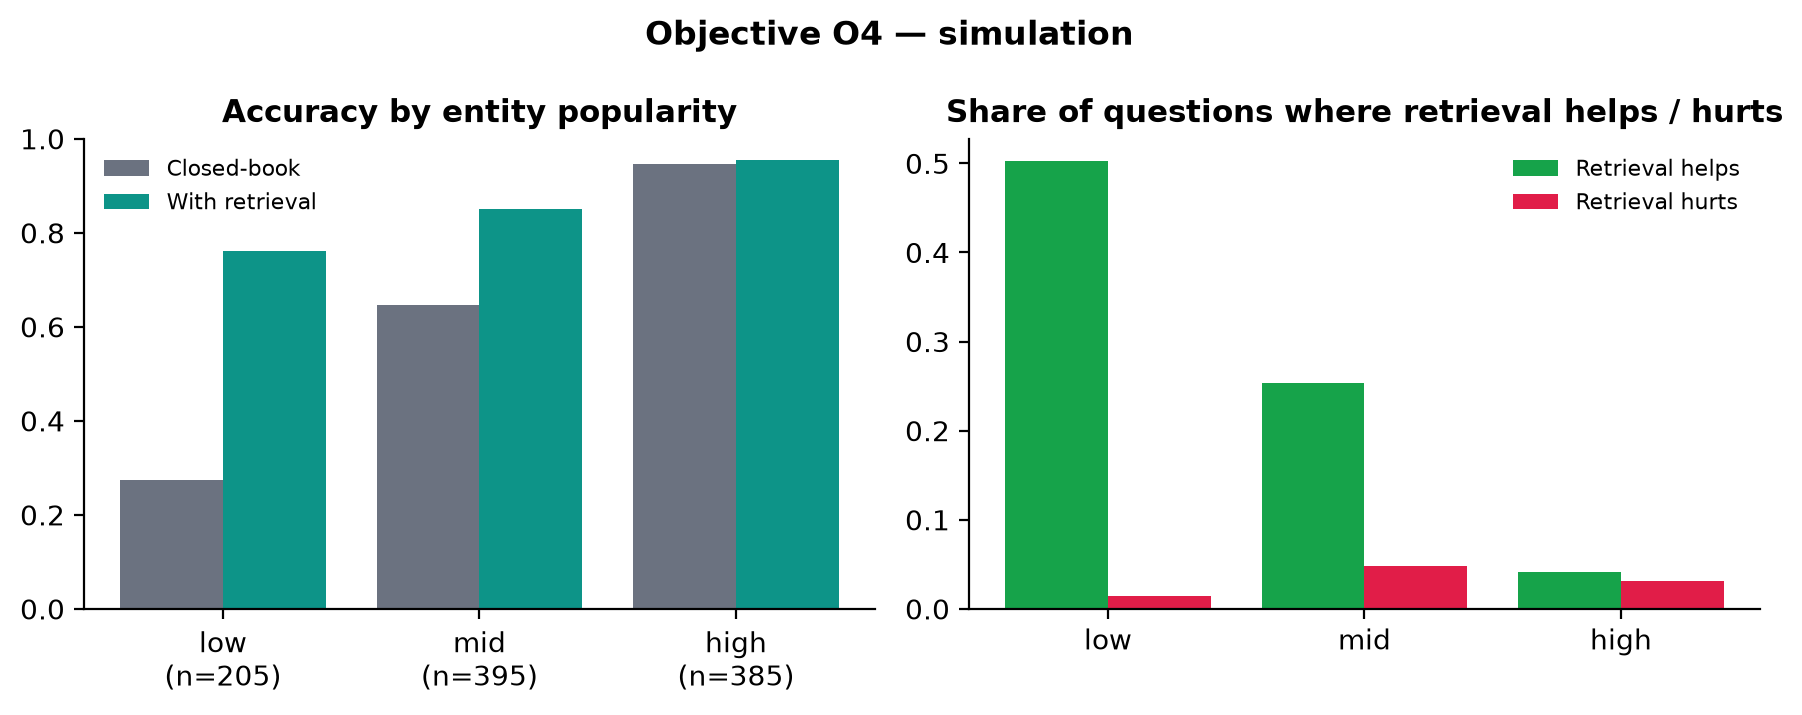 Objective O4 — simulation
Accuracy by entity popularity
1.0
0.8
0.6
0.4
0.2
0.0
Closed-book
With retrieval
low
(n=205)
mid
(n=395)
high
(n=385)
Share of questions where retrieval helps / hurts
0.5
0.4
0.3
0.2
0.1
0.0
Retrieval helps
Retrieval hurts
low
mid
high